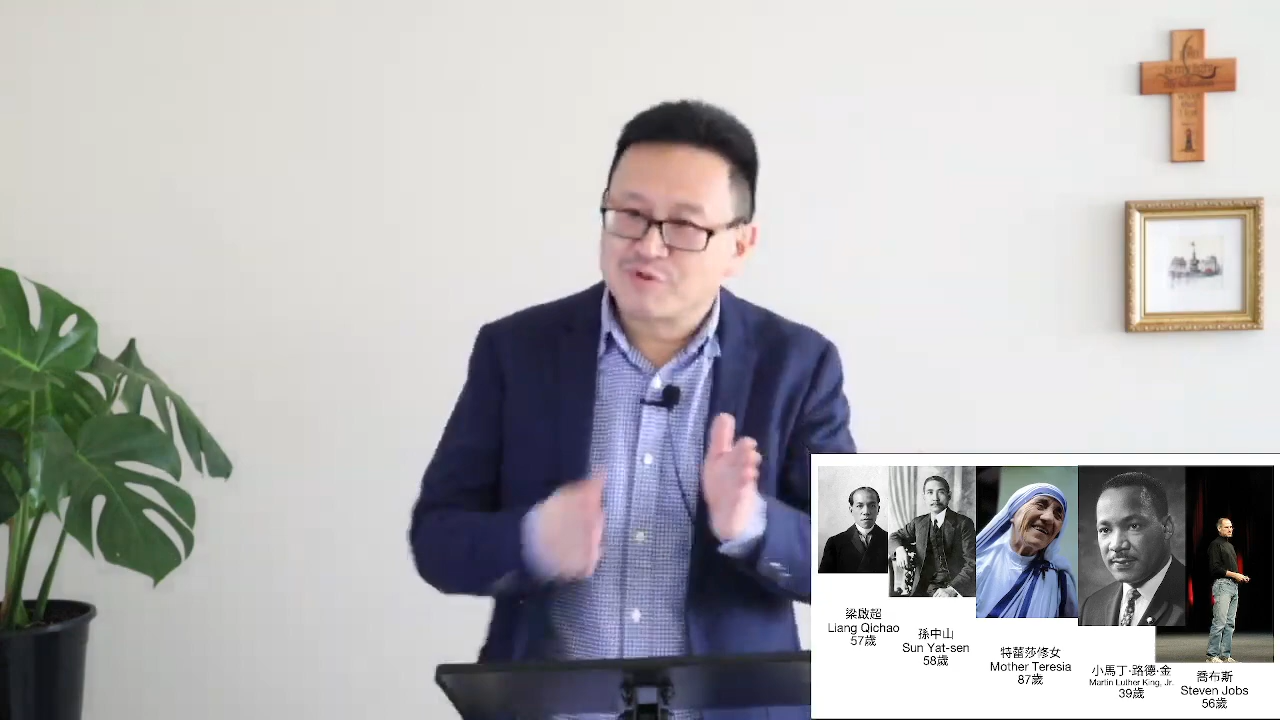 梁啟超
Liang Qichao
57歲
孫中山
Sun Yat-sen
58歲
特蕾莎修女
Mother Teresia
87歲
小馬丁·路德·金
Martin Luther King, Jr.
39歲
喬布斯
Steven Jobs
56歲